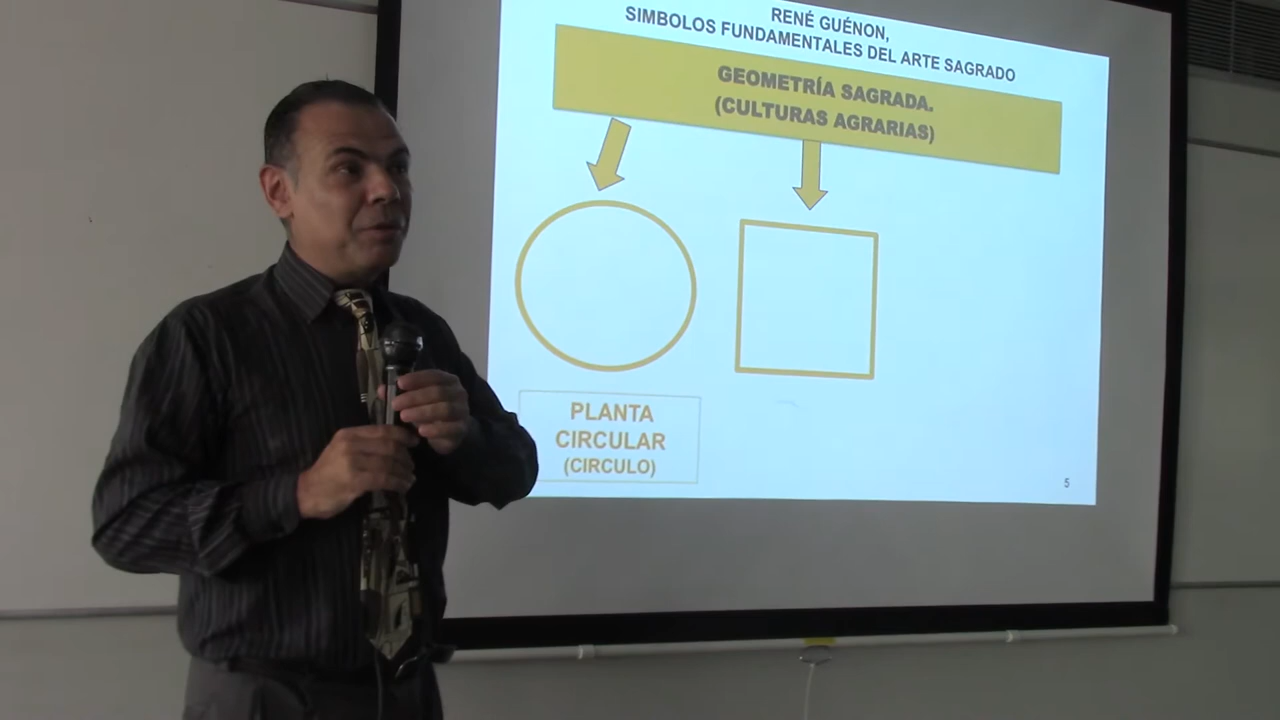 RENÉ GUÉNON,
SIMBOLOS FUNDAMENTALES DEL ARTE SAGRADO
GEOMETRÍA SAGRADA.
(CULTURAS AGRARIAS)
PLANTA
CIRCULAR
(CIRCULO)
5